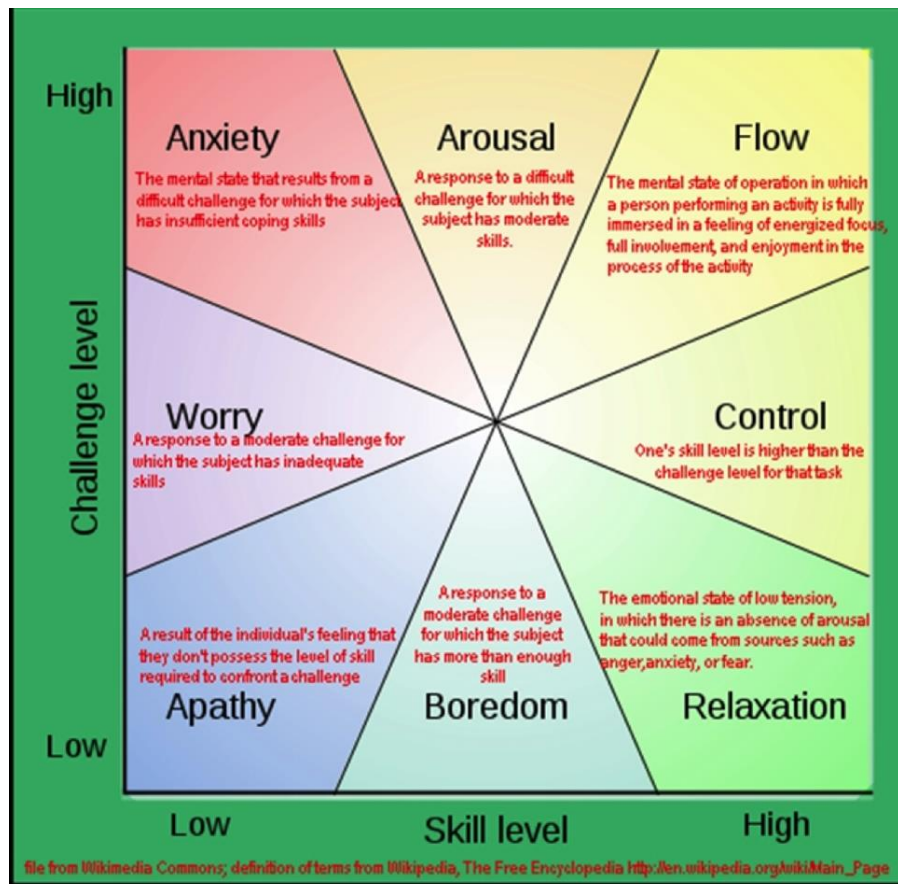 High
Anxiety
The mental state that results from a
difficult challenge for which the subject
has insufficient coping skills
Arousal
A response to a difficult
challenge for which the
subject has moderate
skills.
Flow
The mental state of operation in which
a person performing an activity is fully
immersed in a feeling of energized focus,
full involvement, and enjoyment in the
process of the activity
Challenge level
Worry
A response to a moderate challenge for
which the subject has inadequate
skills
Control
One's skill level is higher than the
challenge level for that task
A result of the individual's feeling that
they don't possess the level of skill
required to confront a challenge
Apathy
A response to a
moderate challenge
for which the subject
has more than enough
skill
Boredom
The emotional state of low tension,
in which there is an absence of arousal
that could come from sources such as
anger,anxiety, or fear.
Relaxation
Low
Low
Skill level
High
file from Wikimedia Commons; definition of terms from Wikipedia, The Free Encyclopedia http://en.wikipedia.org/wiki/Main_Page